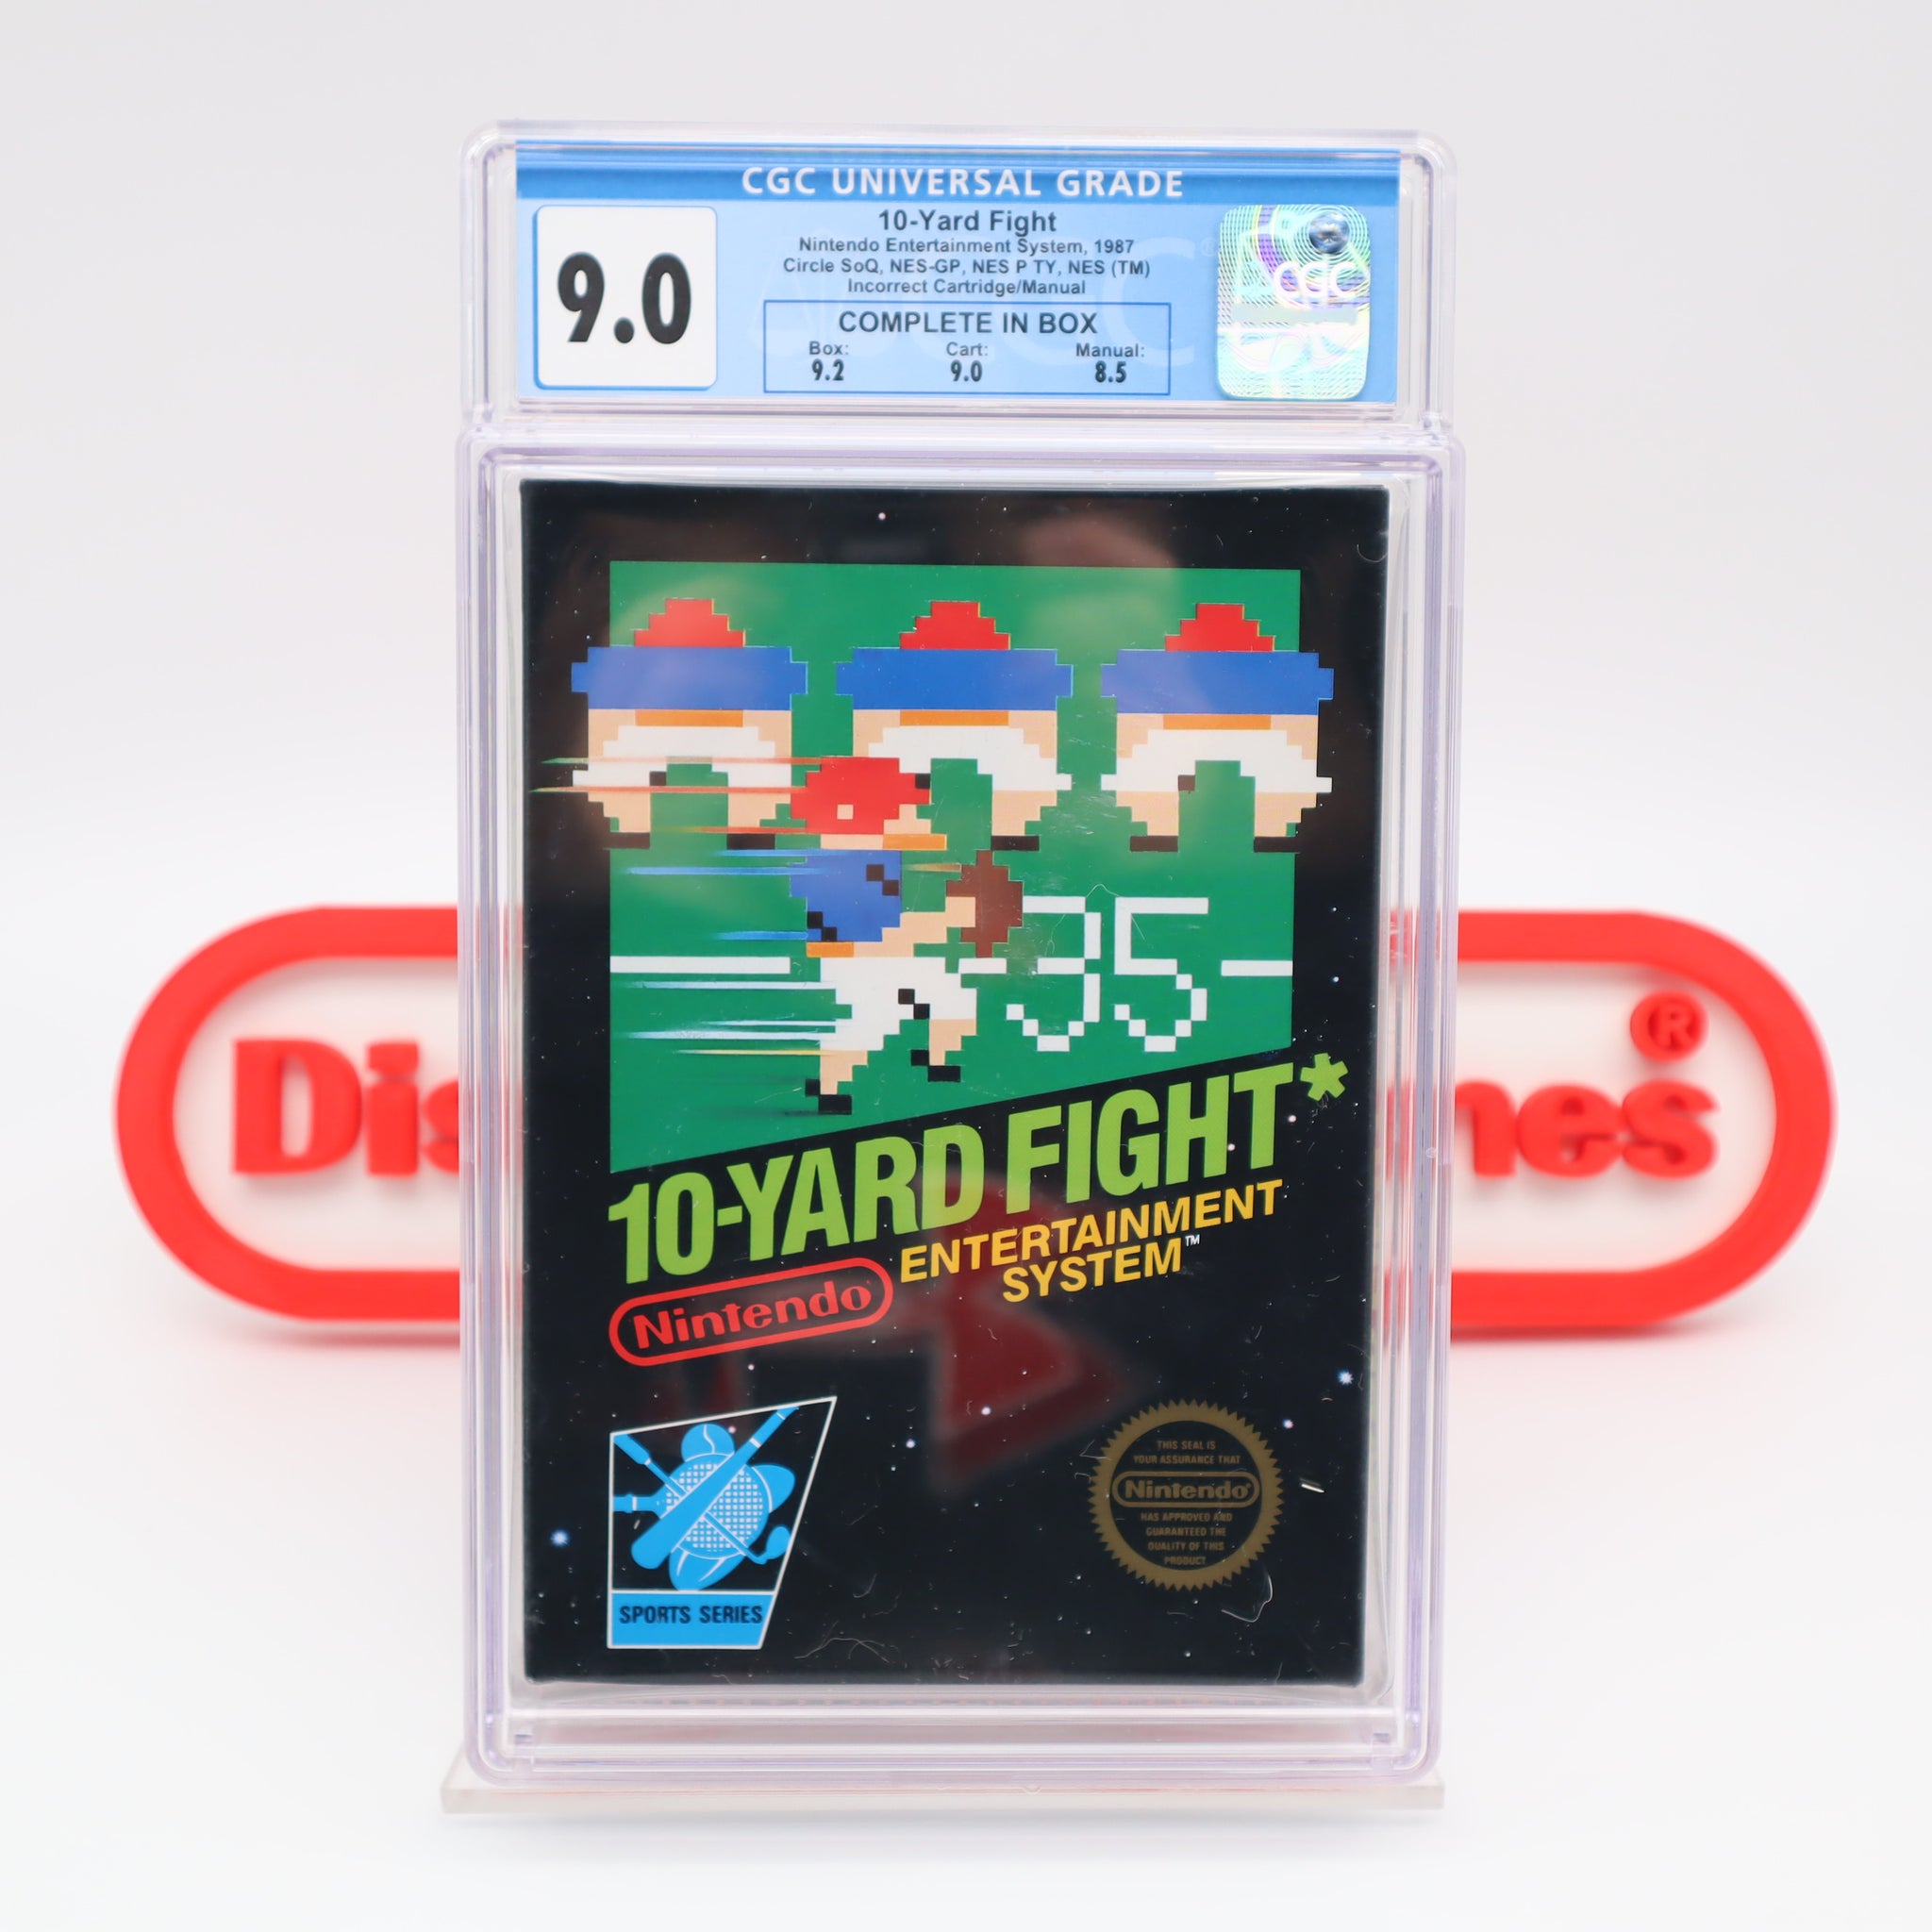 CGC UNIVERSAL GRADE
9.0
10-Yard Fight
Nintendo Entertainment System, 1987
Circle SoQ, NES-GP, NES P TY, NES (TM)
Incorrect Cartridge/Manual
COMPLETE IN BOX
Box: Cart: Manual:
9.2 9.0 8.5
CGC
35
10-YARD FIGHT*
Nintendo ENTERTAINMENT
SYSTEM™
SPORTS SERIES
THIS SEAL IS
YOUR ASSURANCE THAT
Nintendo
HAS APPROVED AND
GUARANTEED THE
QUALITY OF THIS
PRODUCT.
®